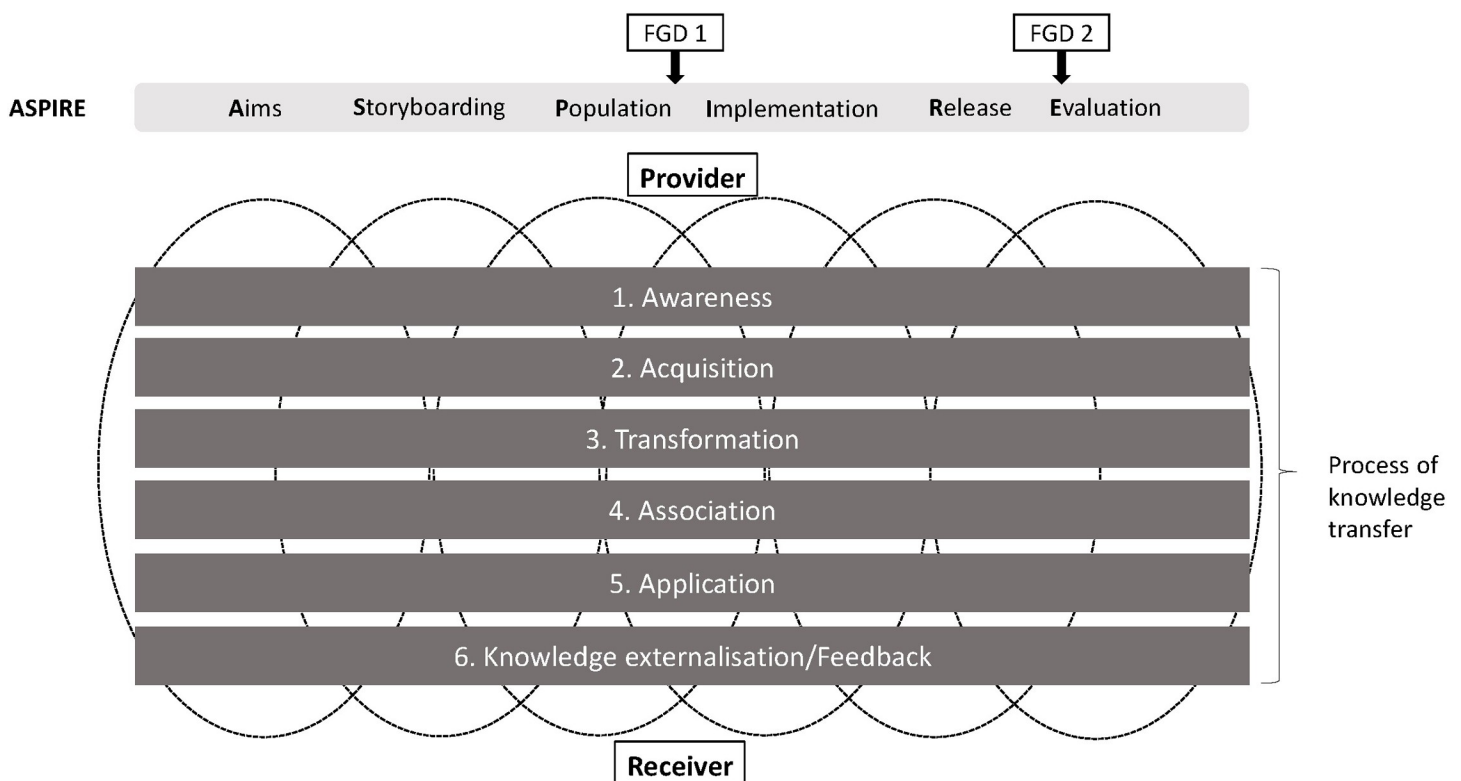 FGD 1
FGD 2
ASPIRE
Aims
Storyboarding
Population
Implementation
Release
Evaluation
Provider
1. Awareness
2. Acquisition
3. Transformation
4. Association
5. Application
6. Knowledge externalisation/Feedback
Process of
knowledge
transfer
Receiver